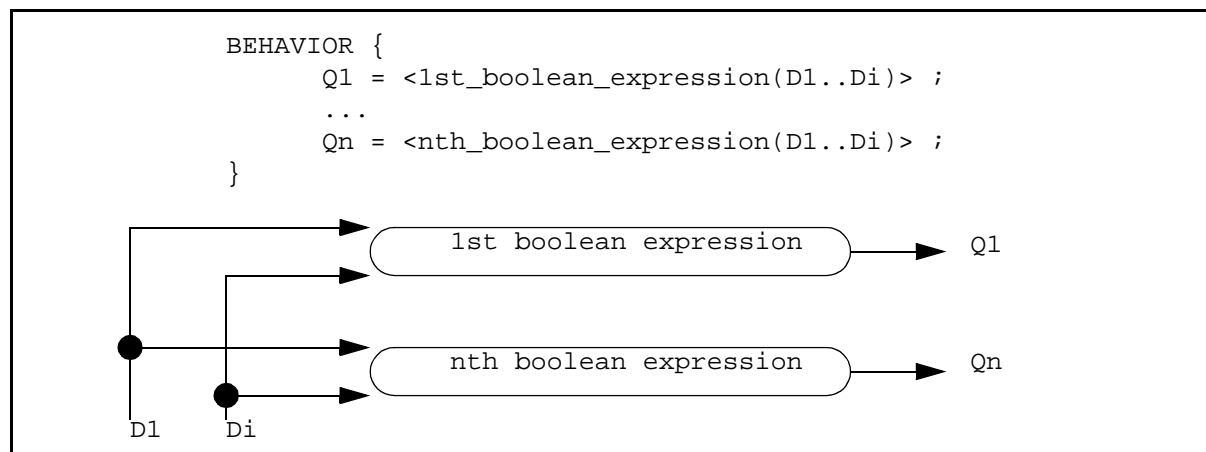 BEHAVIOR {
Q1 = <1st_boolean_expression(D1..Di)> ;
...
Qn = <nth_boolean_expression(D1..Di)> ;
}
1st boolean expression
Q1
nth boolean expression
Qn
D1
Di